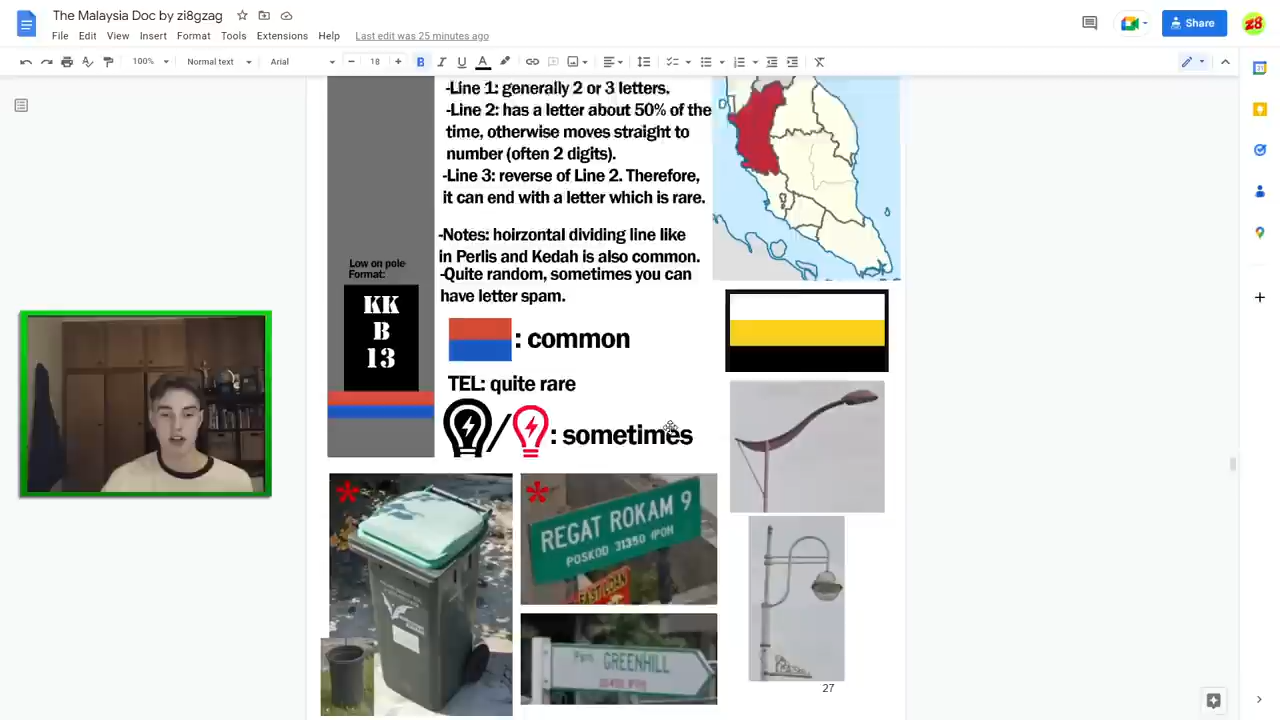 The Malaysia Doc by zi8gzag
File Edit View Insert Format Tools Extensions Help Last edit was 25 minutes ago
Share
Z8
100% Normal text Arial 18
-Line 1: generally 2 or 3 letters.
-Line 2: has a letter about 50% of the
time, otherwise moves straight to
number (often 2 digits).
-Line 3: reverse of Line 2. Therefore,
it can end with a letter which is rare.
-Notes: hoirzontal dividing line like
in Perlis and Kedah is also common.
-Quite random, sometimes you can
have letter spam.
Low on pole
Format:
KK
B
13
: common
TEL: quite rare
/ : sometimes
REGAT ROKAM 9
POSKOD 31350 IPOH
GREENHILL
27